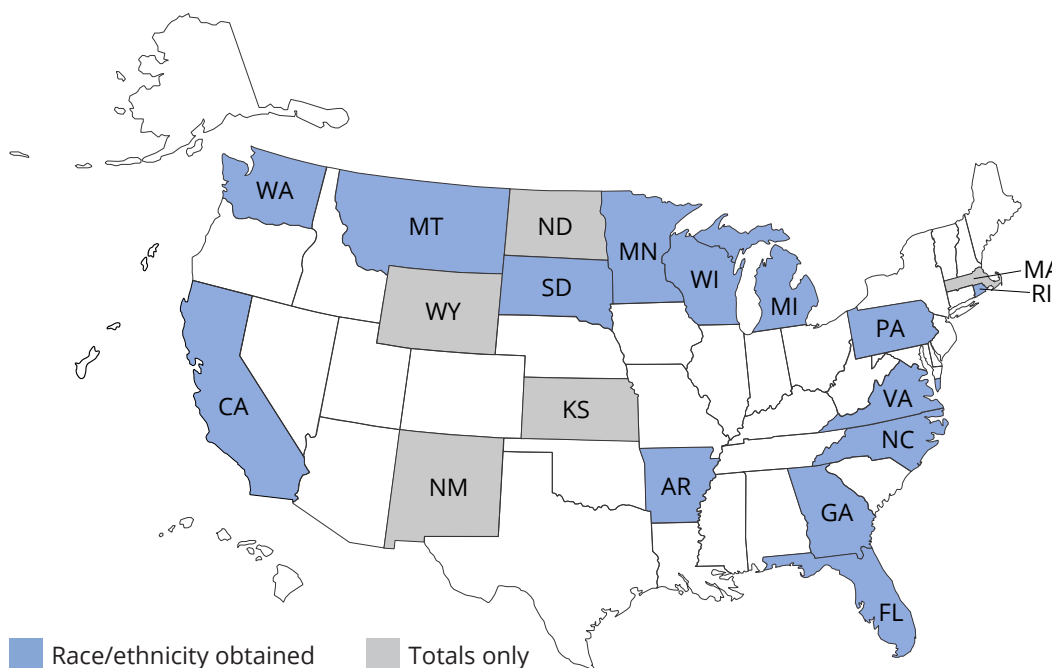 WA
MT
ND
MN
SD
WI
MI
WY
MA
RI
PA
CA
KS
VA
NC
NM
AR
GA
FL
Race/ethnicity obtained
Totals only